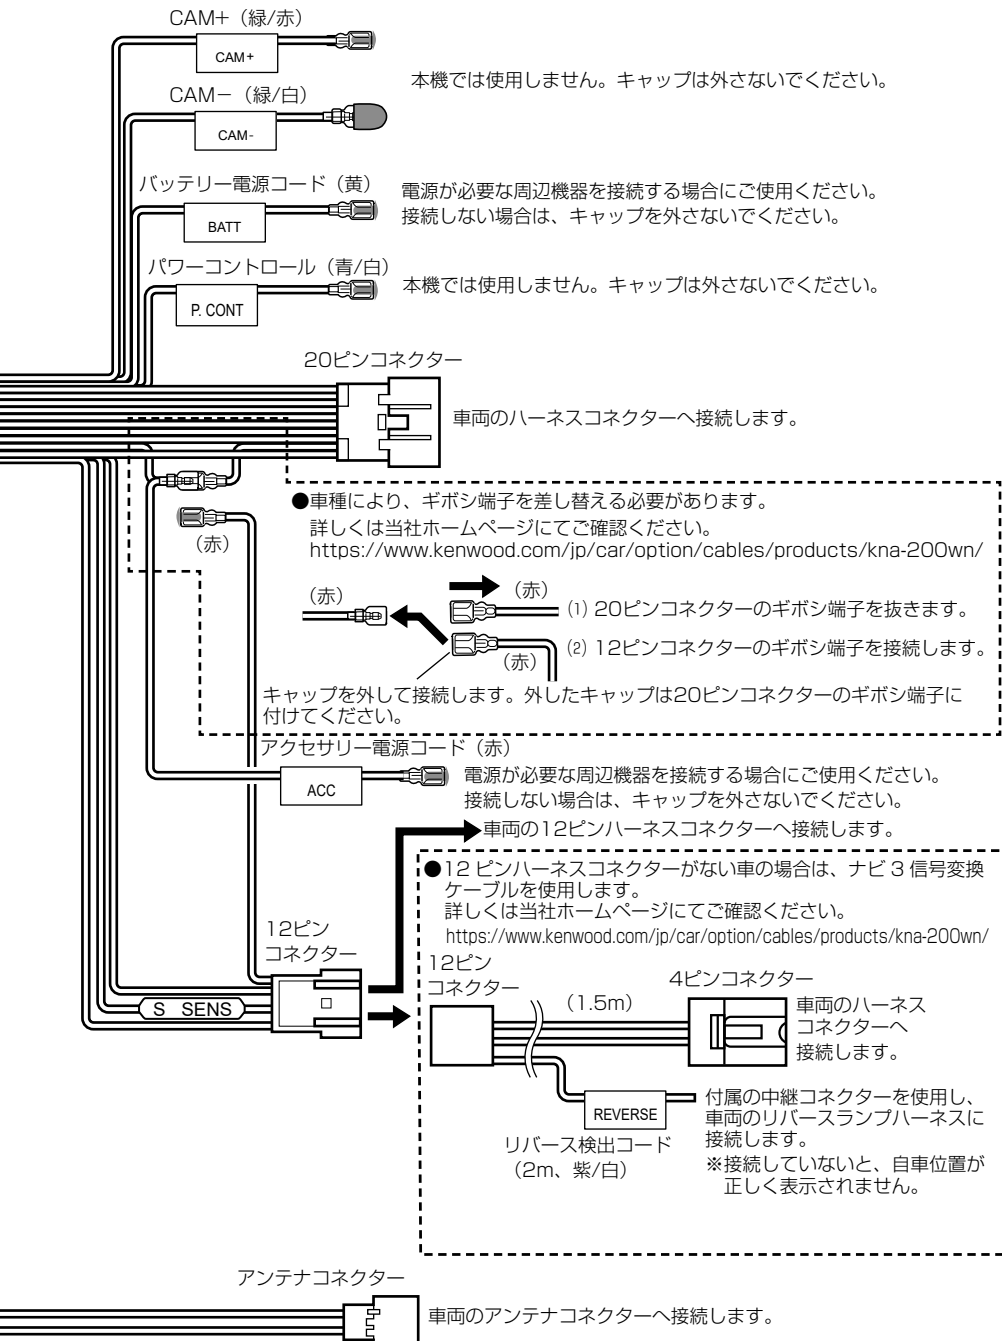 CAM+（緑/赤）
CAM+
本機では使用しません。キャップは外さないでください。
CAM－（緑/白）
CAM-
バッテリー電源コード（黄）
BATT
電源が必要な周辺機器を接続する場合にご使用ください。
接続しない場合は、キャップを外さないでください。
パワーコントロール（青/白）
P. CONT
本機では使用しません。キャップは外さないでください。
20ピンコネクター
車両のハーネスコネクターへ接続します。
●車種により、ギボシ端子を差し替える必要があります。
詳しくは当社ホームページにてご確認ください。
https://www.kenwood.com/jp/car/option/cables/products/kna-200wn/
（赤）
（赤）
（赤）
⑴ 20ピンコネクターのギボシ端子を抜きます。
⑵ 12ピンコネクターのギボシ端子を接続します。
（赤）
キャップを外して接続します。外したキャップは20ピンコネクターのギボシ端子に
付けてください。
アクセサリー電源コード（赤）
ACC
電源が必要な周辺機器を接続する場合にご使用ください。
接続しない場合は、キャップを外さないでください。
車両の12ピンハーネスコネクターへ接続します。
●12 ピンハーネスコネクターがない車の場合は、ナビ 3 信号変換
ケーブルを使用します。
詳しくは当社ホームページにてご確認ください。
https://www.kenwood.com/jp/car/option/cables/products/kna-200wn/
12ピン
コネクター
S SENS
12ピン
コネクター
（1.5m）
4ピンコネクター
車両のハーネス
コネクターへ
接続します。
REVERSE
リバース検出コード
（2m、紫/白）
付属の中継コネクターを使用し、
車両のリバースランプハーネスに
接続します。
※接続していないと、自車位置が
正しく表示されません。
アンテナコネクター
車両のアンテナコネクターへ接続します。